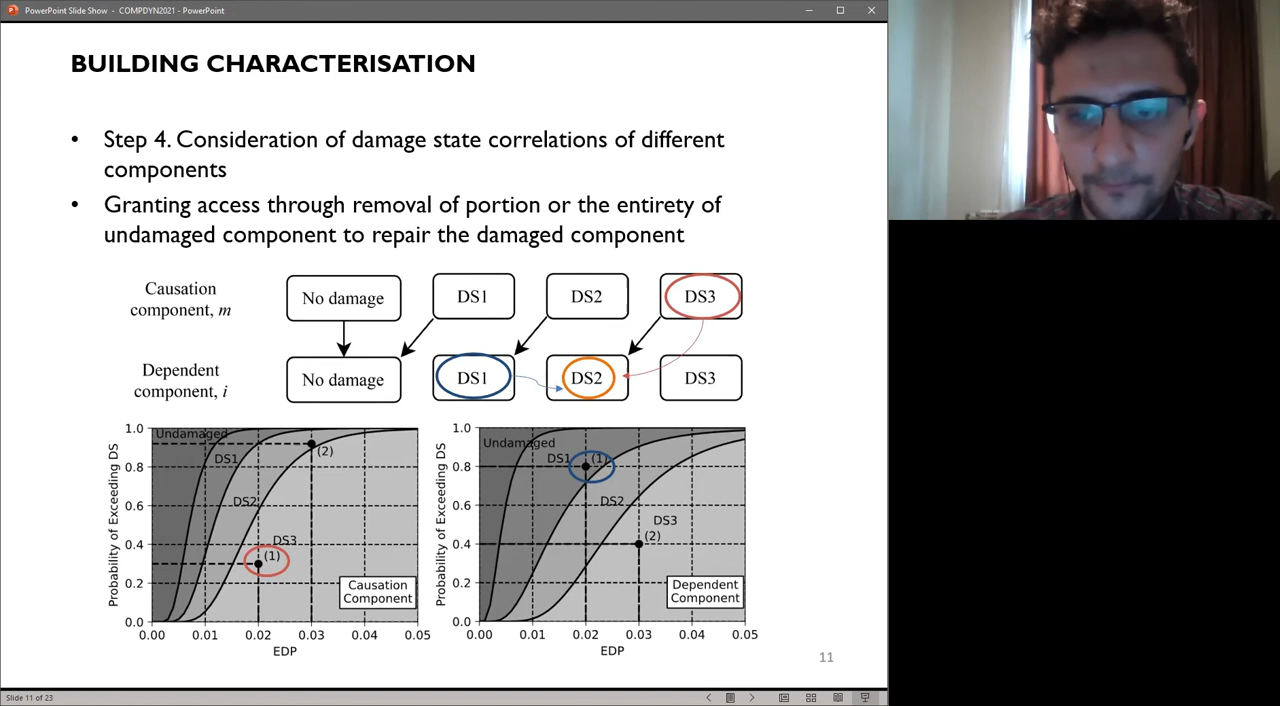 PowerPoint Slide Show - COMPDYN2021 - PowerPoint
BUILDING CHARACTERISATION
• Step 4. Consideration of damage state correlations of different
components
• Granting access through removal of portion or the entirety of
undamaged component to repair the damaged component
Causation
component, m
No damage
DS1
DS2
DS3
Dependent
component, i
No damage
DS1
DS2
DS3
Probability of Exceeding DS
1.0
0.8
0.6
0.4
0.2
0.0
Undamaged
DS1
DS2
DS3
(2)
(1)
Causation
Component
0.00 0.01 0.02 0.03 0.04 0.05
EDP
Probability of Exceeding DS
1.0
0.8
0.6
0.4
0.2
0.0
Undamaged
DS1
(1)
DS2
DS3
(2)
Dependent
Component
0.00 0.01 0.02 0.03 0.04 0.05
EDP
11
Slide 11 of 23